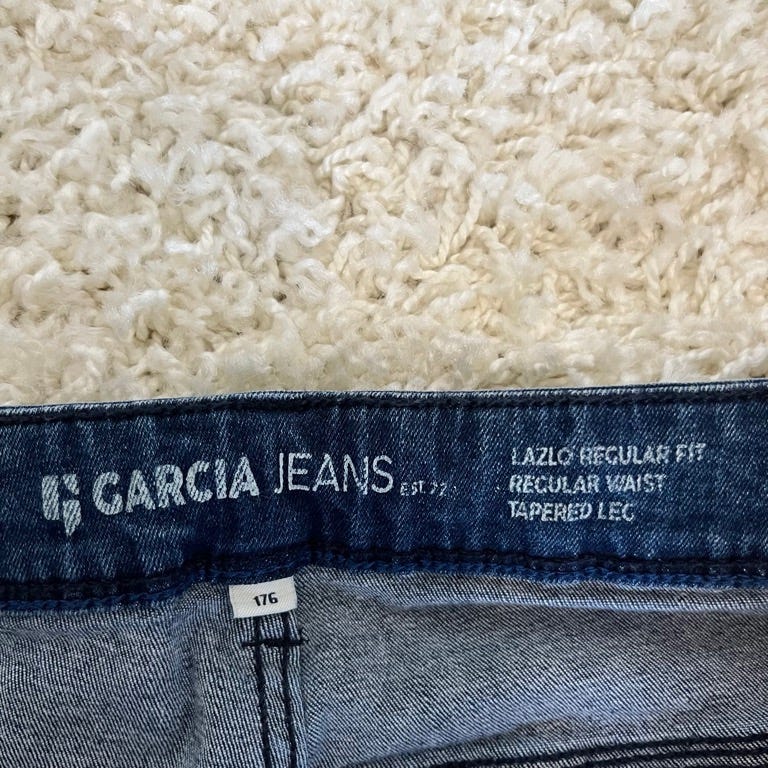 GARCIA JEANS EST. 72
LAZLO REGULAR FIT
REGULAR WAIST
TAPERED LEG
176